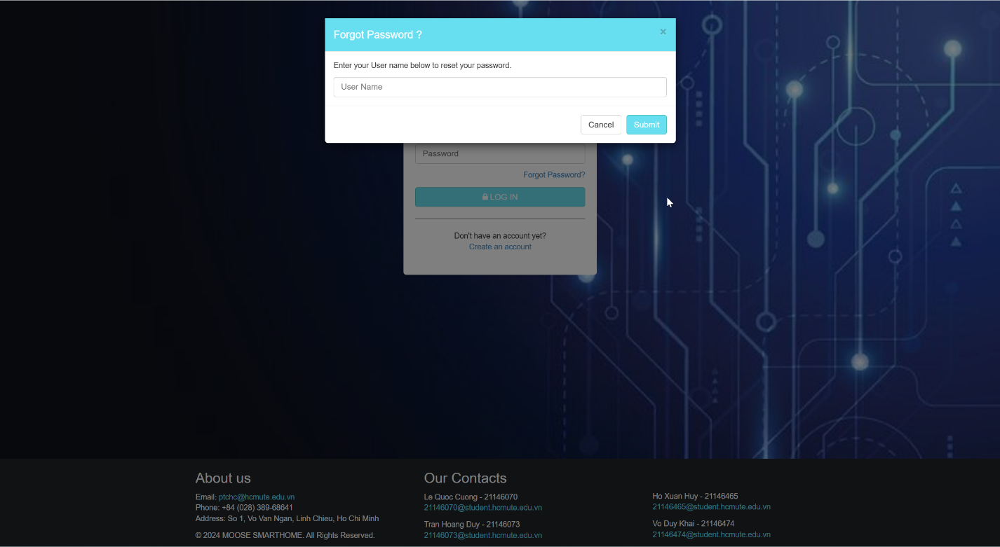 Forgot Password ?
×
Enter your User name below to reset your password.
User Name
Cancel
Submit
Password
Forgot Password?
LOG IN
Don't have an account yet?
Create an account
About us
Email: ptchc@hcmute.edu.vn
Phone: +84 (028) 389-68641
Address: So 1, Vo Van Ngan, Linh Chieu, Ho Chi Minh
© 2024 MOOSE SMARTHOME. All Rights Reserved.
Our Contacts
Le Quoc Cuong - 21146070
21146070@student.hcmute.edu.vn
Tran Hoang Duy - 21146073
21146073@student.hcmute.edu.vn
Ho Xuan Huy - 21146465
21146465@student.hcmute.edu.vn
Vo Duy Khai - 21146474
21146474@student.hcmute.edu.vn